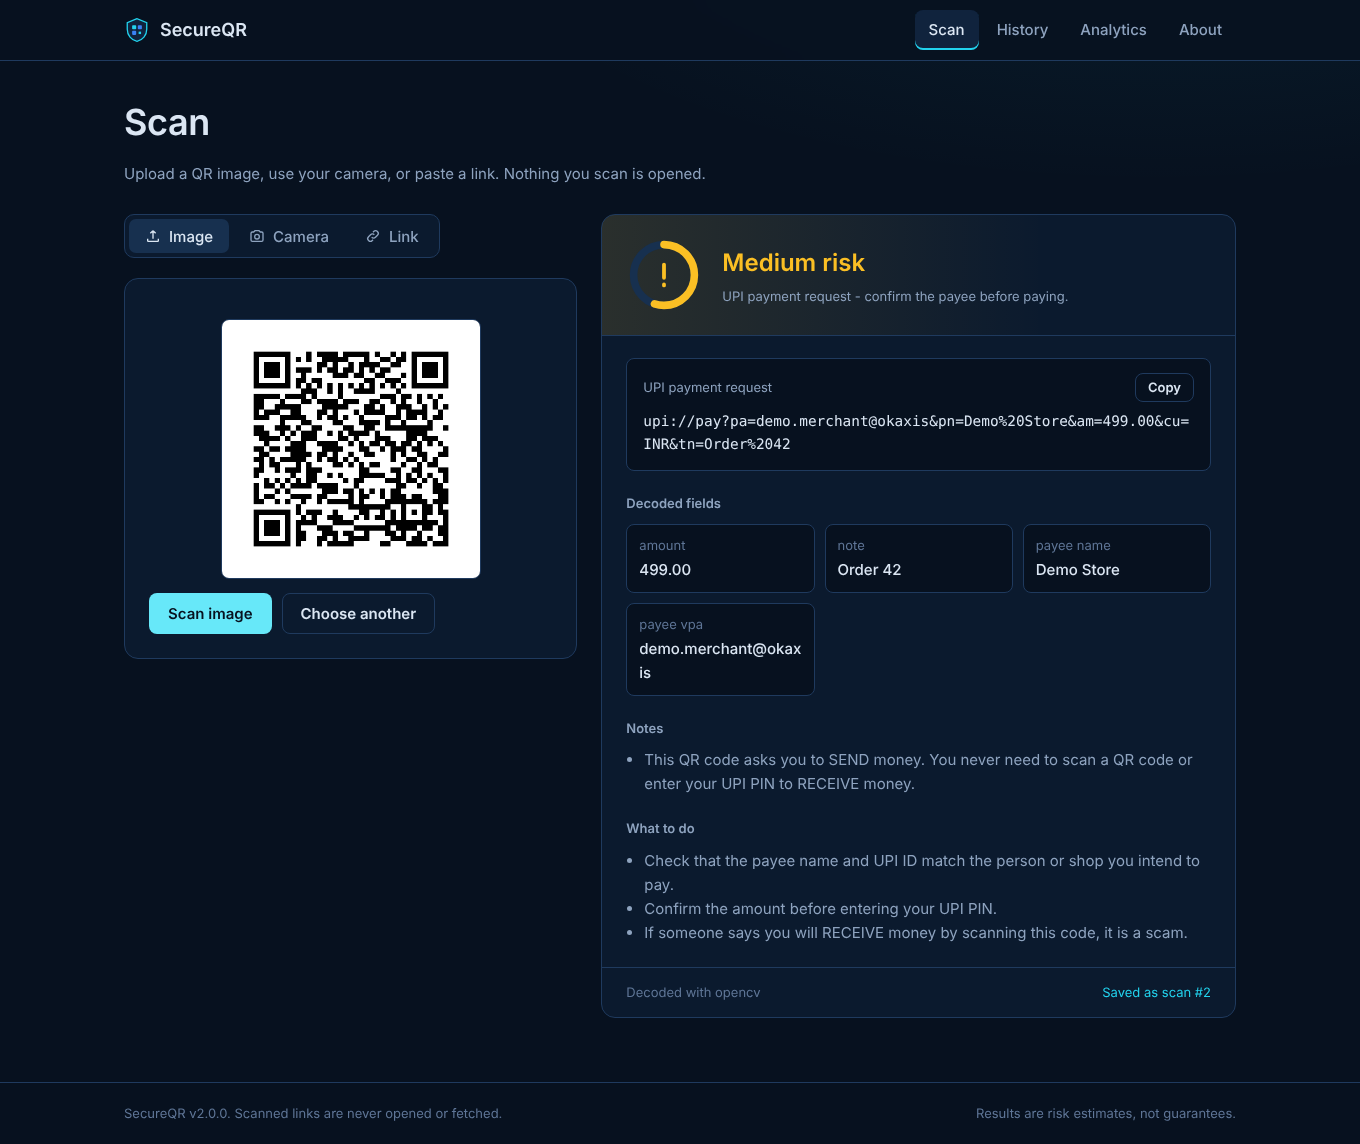 SecureQR
Scan
History
Analytics
About
Scan
Upload a QR image, use your camera, or paste a link. Nothing you scan is opened.
Image
Camera
Link
Scan image
Choose another
Medium risk
UPI payment request - confirm the payee before paying.
UPI payment request
Copy
upi://pay?pa=demo.merchant@okaxis&pn=Demo%20Store&am=499.00&cu=
INR&tn=Order%2042
Decoded fields
amount
499.00
note
Order 42
payee name
Demo Store
payee vpa
demo.merchant@okax
is
Notes
• This QR code asks you to SEND money. You never need to scan a QR code or
enter your UPI PIN to RECEIVE money.
What to do
• Check that the payee name and UPI ID match the person or shop you intend to
pay.
• Confirm the amount before entering your UPI PIN.
• If someone says you will RECEIVE money by scanning this code, it is a scam.
Decoded with opencv
Saved as scan #2
SecureQR v2.0.0. Scanned links are never opened or fetched.
Results are risk estimates, not guarantees.